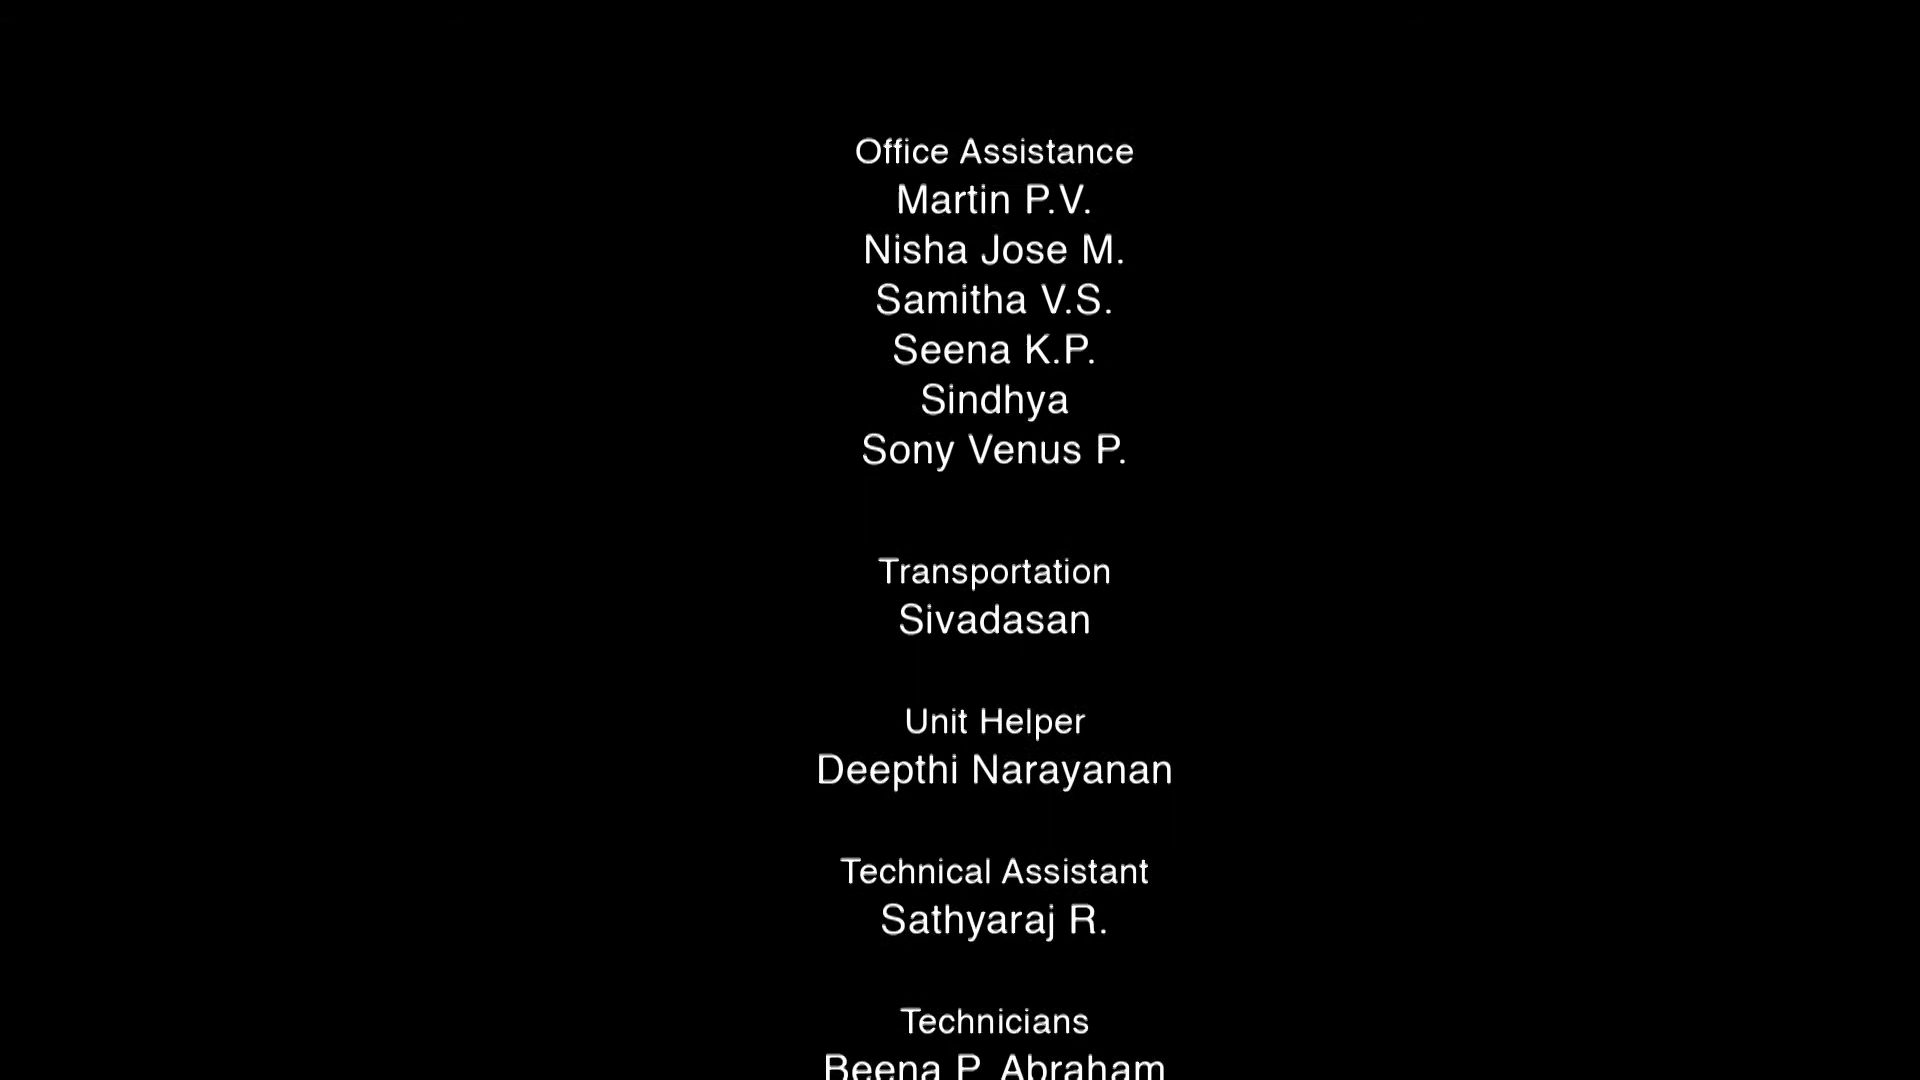 Office Assistance
Martin P.V.
Nisha Jose M.
Samitha V.S.
Seena K.P.
Sindhya
Sony Venus P.
Transportation
Sivadasan
Unit Helper
Deepthi Narayanan
Technical Assistant
Sathyaraj R.
Technicians
Beena P. Abraham